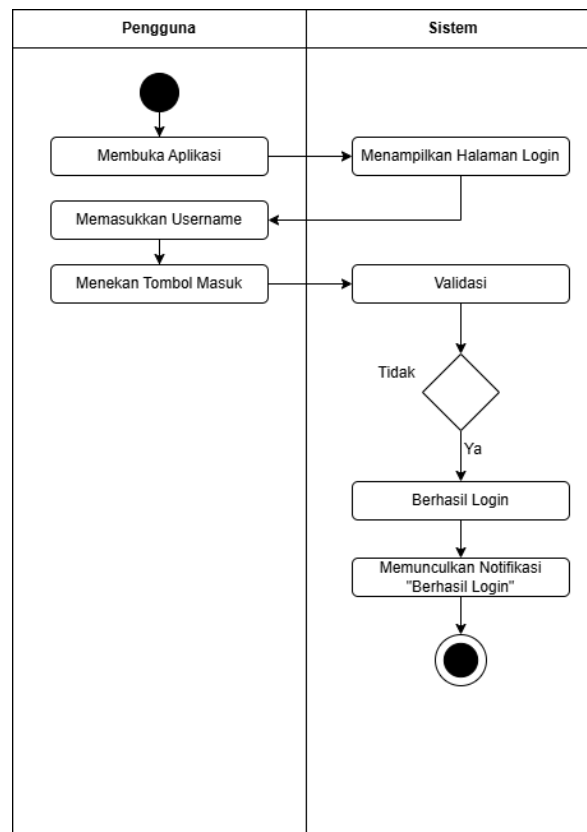 Pengguna
Sistem
Membuka Aplikasi
Menampilkan Halaman Login
Memasukkan Username
Menekan Tombol Masuk
Validasi
Tidak
Ya
Berhasil Login
Memunculkan Notifikasi
"Berhasil Login"